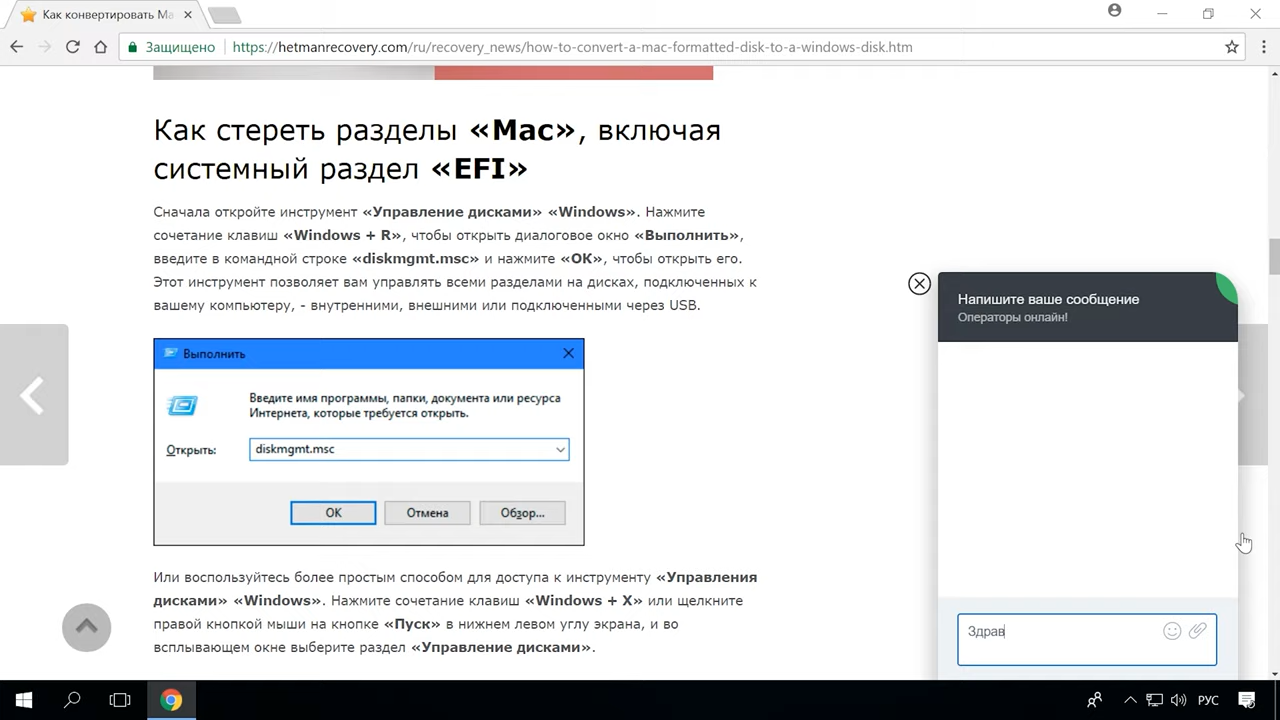 Как конвертировать Ma
Защищено
https://hetmanrecovery.com/ru/recovery_news/how-to-convert-a-mac-formatted-disk-to-a-windows-disk.htm
Как стереть разделы «Mac», включая
системный раздел «EFI»
Сначала откройте инструмент «Управление дисками» «Windows». Нажмите
сочетание клавиш «Windows + R», чтобы открыть диалоговое окно «Выполнить»,
введите в командной строке «diskmgmt.msc» и нажмите «ОК», чтобы открыть его.
Этот инструмент позволяет вам управлять всеми разделами на дисках, подключенных к
вашему компьютеру, - внутренними, внешними или подключенными через USB.
Выполнить
Введите имя программы, папки, документа или ресурса
Интернета, которые требуется открыть.
Открыть:
diskmgmt.msc
ОК
Отмена
Обзор...
Или воспользуйтесь более простым способом для доступа к инструменту «Управления
дисками» «Windows». Нажмите сочетание клавиш «Windows + X» или щелкните
правой кнопкой мыши на кнопке «Пуск» в нижнем левом углу экрана, и во
всплывающем окне выберите раздел «Управление дисками».
Напишите ваше сообщение
Операторы онлайн!
Здрав
РУС